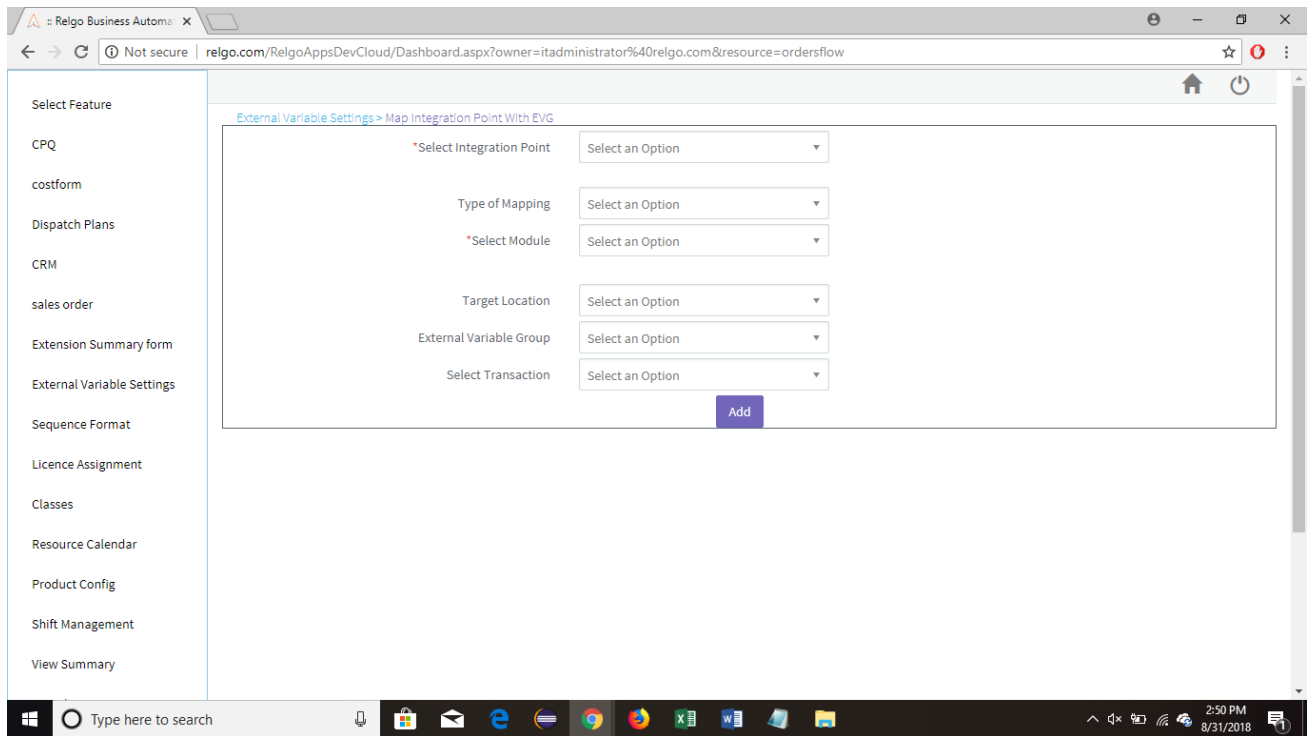 :: Relgo Business Automa
Not secure relgo.com/RelgoAppsDevCloud/Dashboard.aspx?owner=itadministrator%40relgo.com&resource=ordersflow
Select Feature
CPQ
costform
Dispatch Plans
CRM
sales order
Extension Summary form
External Variable Settings
Sequence Format
Licence Assignment
Classes
Resource Calendar
Product Config
Shift Management
View Summary
External Variable Settings > Map Integration Point With EVG
*Select Integration Point Select an Option
Type of Mapping Select an Option
*Select Module Select an Option
Target Location Select an Option
External Variable Group Select an Option
Select Transaction Select an Option
Add
Type here to search
2:50 PM
8/31/2018